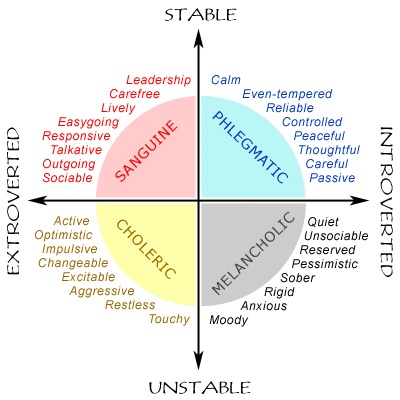 STABLE
Leadership
Carefree
Lively
Easygoing
Responsive
Talkative
Outgoing
Sociable
SANGUINE
Calm
Even-tempered
Reliable
Controlled
Peaceful
Thoughtful
Careful
Passive
PHLEGMATIC
EXTROVERTED
INTROVERTED
Active
Optimistic
Impulsive
Changeable
Excitable
Aggressive
Restless
Touchy
CHOLERIC
Quiet
Unsociable
Reserved
Pessimistic
Sober
Rigid
Anxious
Moody
MELANCHOLIC
UNSTABLE